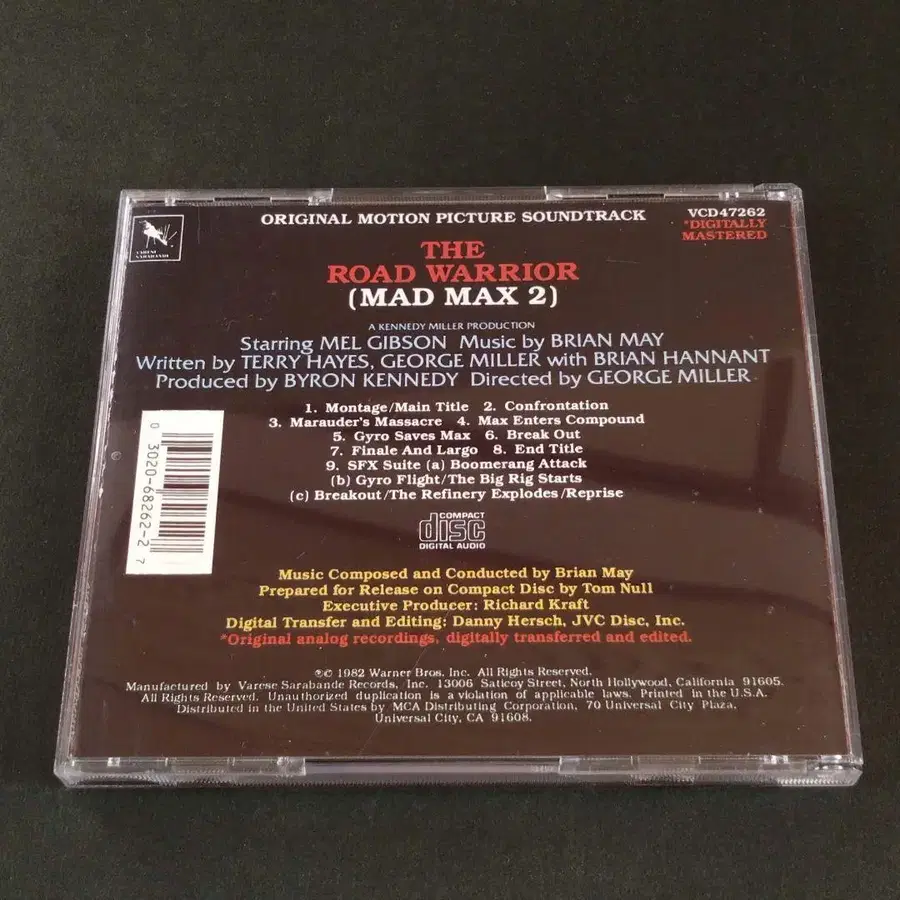 VARESE SARABANDE
ORIGINAL MOTION PICTURE SOUNDTRACK
VCD47262
*DIGITALLY
MASTERED
THE
ROAD WARRIOR
(MAD MAX 2)
A KENNEDY MILLER PRODUCTION
Starring MEL GIBSON Music by BRIAN MAY
Written by TERRY HAYES, GEORGE MILLER with BRIAN HANNANT
Produced by BYRON KENNEDY Directed by GEORGE MILLER
1. Montage/Main Title 2. Confrontation
3. Marauder's Massacre 4. Max Enters Compound
5. Gyro Saves Max 6. Break Out
7. Finale And Largo 8. End Title
9. SFX Suite (a) Boomerang Attack
(b) Gyro Flight/The Big Rig Starts
(c) Breakout/The Refinery Explodes/Reprise
0 3020-68262-2 7
COMPACT
disc
DIGITAL AUDIO
Music Composed and Conducted by Brian May
Prepared for Release on Compact Disc by Tom Null
Executive Producer: Richard Kraft
Digital Transfer and Editing: Danny Hersch, JVC Disc, Inc.
*Original analog recordings, digitally transferred and edited.
℗© 1982 Warner Bros. Inc. All Rights Reserved.
Manufactured by Varese Sarabande Records, Inc. 13006 Saticoy Street, North Hollywood, California 91605.
All Rights Reserved. Unauthorized duplication is a violation of applicable laws. Printed in the U.S.A.
Distributed in the United States by MCA Distributing Corporation, 70 Universal City Plaza,
Universal City, CA 91608.